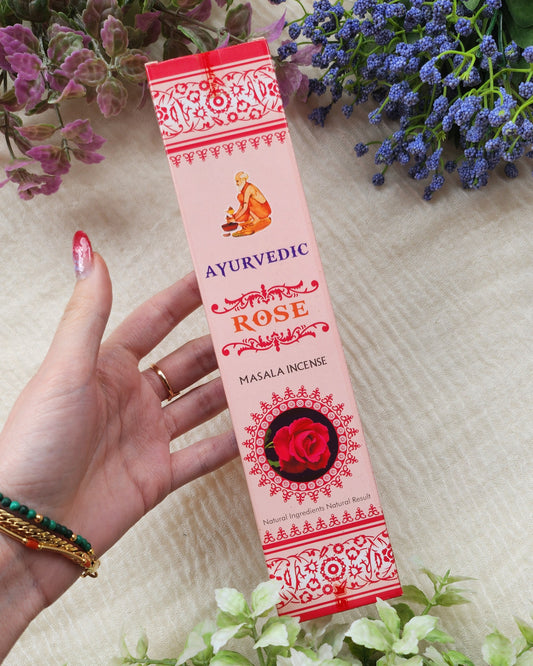 AYURVEDIC
ROSE
MASALA INCENSE
Natural Ingredients Natural Result